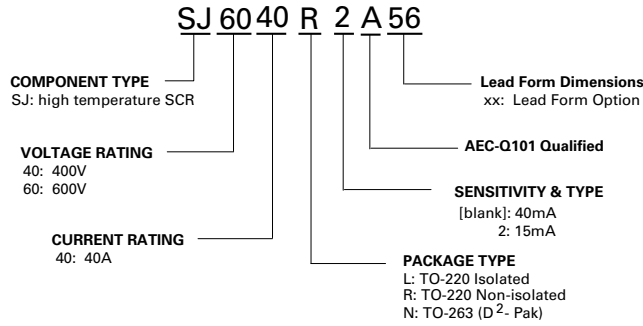 SJ 60 40 R 2 A 56
COMPONENT TYPE
SJ: high temperature SCR
VOLTAGE RATING
40: 400V
60: 600V
CURRENT RATING
40: 40A
Lead Form Dimensions
xx: Lead Form Option
AEC-Q101 Qualified
SENSITIVITY & TYPE
[blank]: 40mA
2: 15mA
PACKAGE TYPE
L: TO-220 Isolated
R: TO-220 Non-isolated
N: TO-263 (D²- Pak)